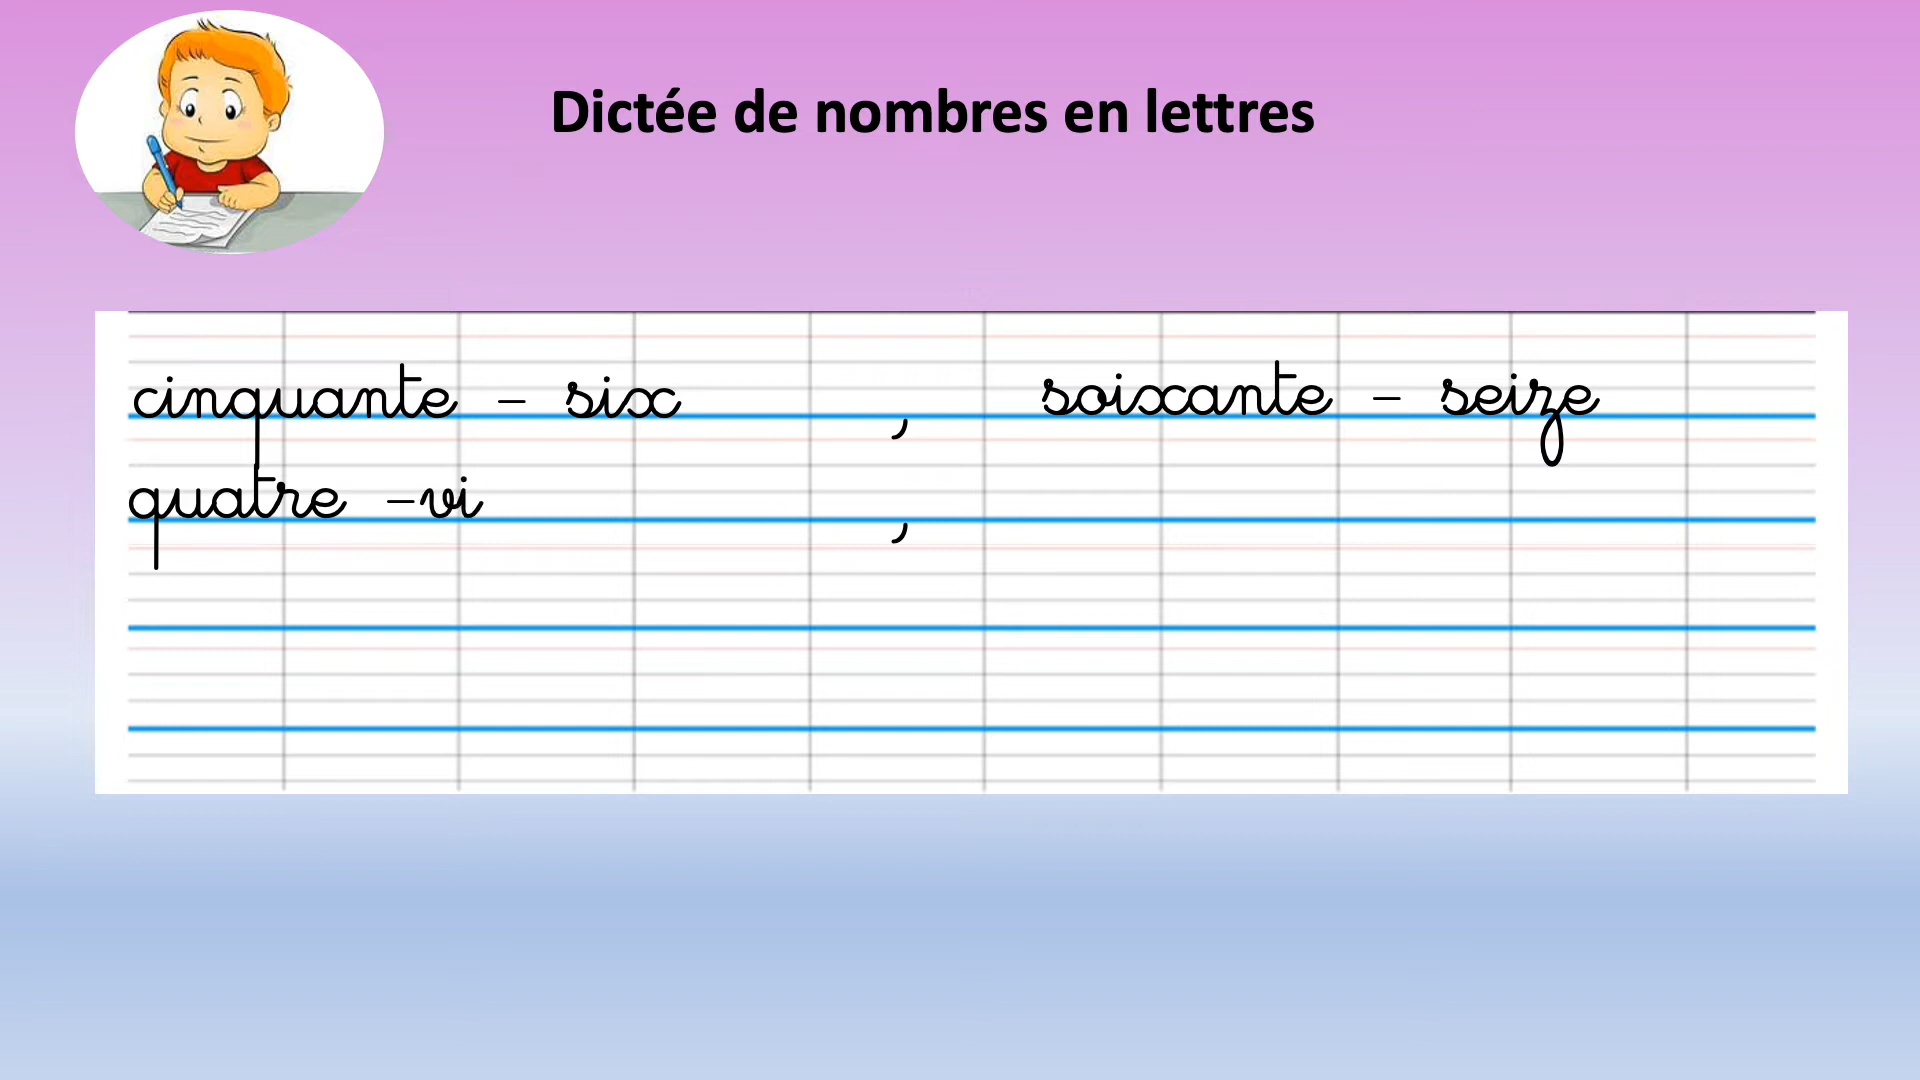 Dictée de nombres en lettres
cinquante - six , soixante - seize
quatre -vi ,